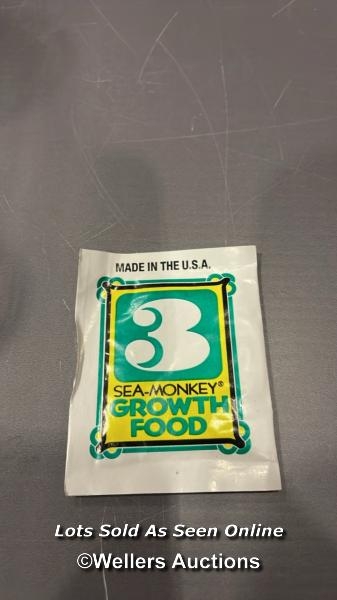 MADE IN THE U.S.A.
3
SEA-MONKEY®
GROWTH
FOOD
Lots Sold As Seen Online
©Wellers Auctions